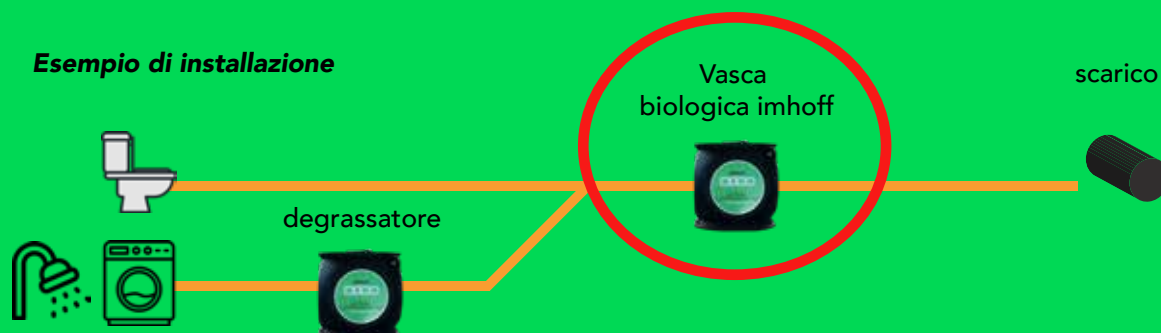 Esempio di installazione
Vasca
biologica imhoff
scarico
degrassatore